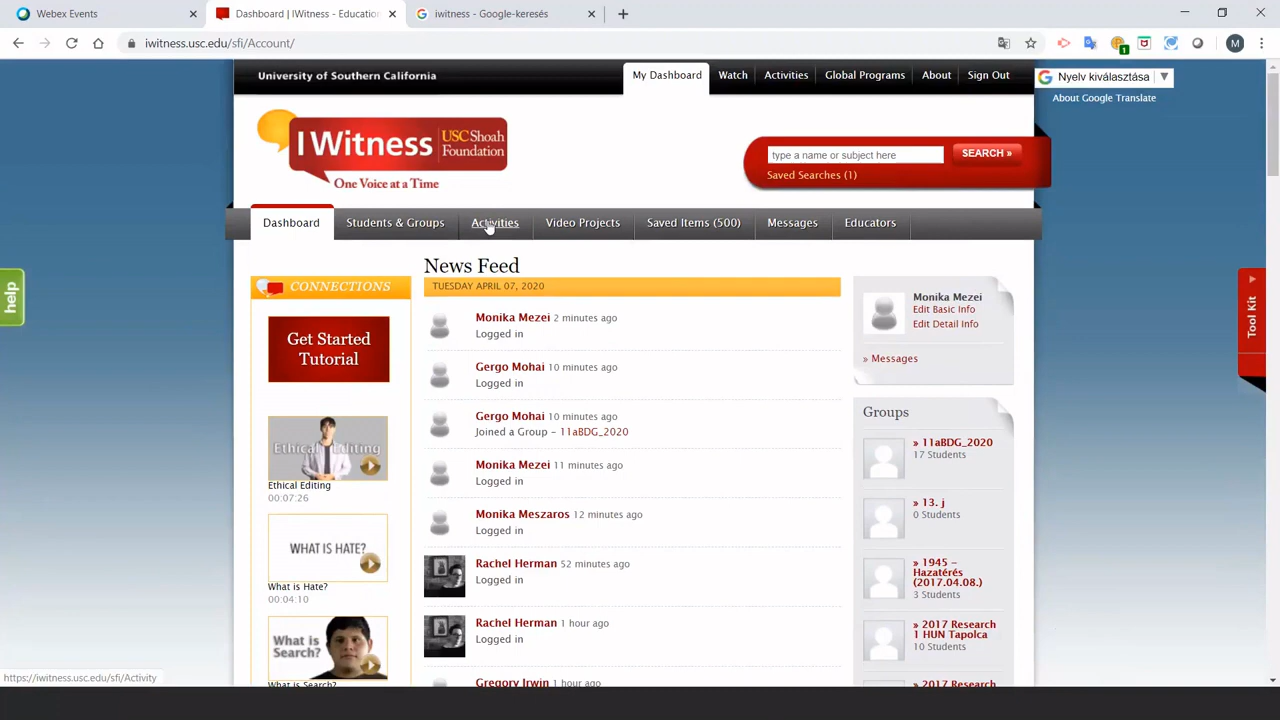 Webex Events
Dashboard | IWitness - Educatio
iwitness - Google-keresés
iwitness.usc.edu/sfi/Account/
1
M
University of Southern California
My Dashboard
Watch
Activities
Global Programs
About
Sign Out
Nyelv kiválasztása
About Google Translate
IWitness
USC Shoah
Foundation
One Voice at a Time
type a name or subject here
SEARCH »
Saved Searches (1)
Dashboard
Students & Groups
Activities
Video Projects
Saved Items (500)
Messages
Educators
help
Tool Kit
CONNECTIONS
Get Started
Tutorial
Ethical Editing
Ethical Editing
00:07:26
WHAT IS HATE?
What is Hate?
00:04:10
What is
Search?
What is Search?
News Feed
TUESDAY APRIL 07, 2020
Monika Mezei 2 minutes ago
Logged in
Gergo Mohai 10 minutes ago
Logged in
Gergo Mohai 10 minutes ago
Joined a Group – 11aBDG_2020
Monika Mezei 11 minutes ago
Logged in
Monika Meszaros 12 minutes ago
Logged in
Rachel Herman 52 minutes ago
Logged in
Rachel Herman 1 hour ago
Logged in
Gregory Irwin 1 hour ago
Monika Mezei
Edit Basic Info
Edit Detail Info
» Messages
Groups
» 11aBDG_2020
17 Students
» 13. j
0 Students
» 1945 –
Hazatérés
(2017.04.08.)
3 Students
» 2017 Research
1 HUN Tapolca
10 Students
» 2017 Research
https://iwitness.usc.edu/sfi/Activity